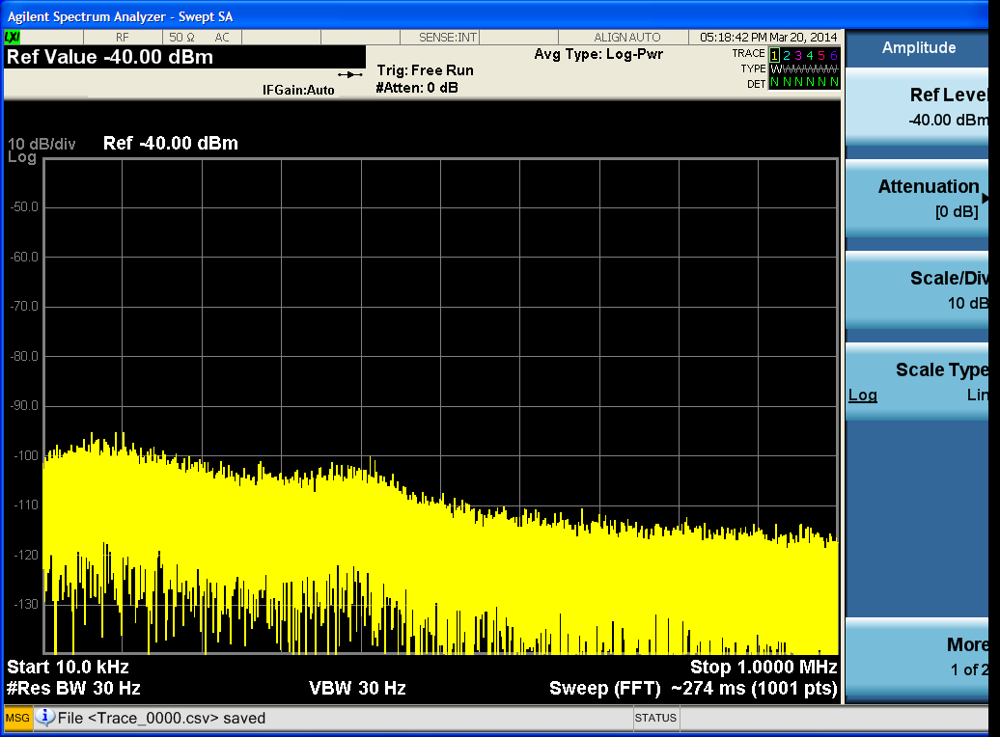 Agilent Spectrum Analyzer - Swept SA
LXI RF 50 Ω AC SENSE:INT ALIGN AUTO 05:18:42 PM Mar 20, 2014
Ref Value -40.00 dBm
Avg Type: Log-Pwr
TRACE 1 2 3 4 5 6
Trig: Free Run
TYPE WWWWWW
IFGain:Auto
#Atten: 0 dB
DET N N N N N N
Amplitude
Ref Level
-40.00 dBm
Attenuation
[0 dB]
Scale/Div
10 dB
Scale Type
Log Lin
More
1 of 2
10 dB/div
Log
Ref -40.00 dBm
-50.0
-60.0
-70.0
-80.0
-90.0
-100
-110
-120
-130
Start 10.0 kHz
Stop 1.0000 MHz
#Res BW 30 Hz
VBW 30 Hz
Sweep (FFT) ~274 ms (1001 pts)
MSG
File <Trace_0000.csv> saved
STATUS